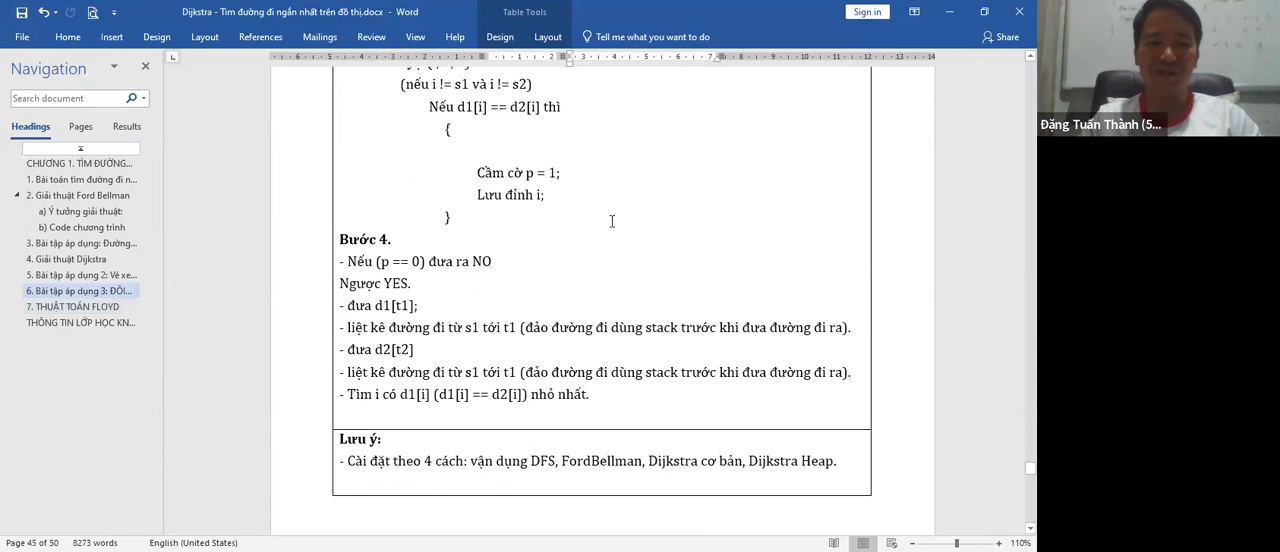 Dijkstra - Tìm đường đi ngắn nhất trên đồ thị.docx - Word
Table Tools
Sign in
File Home Insert Design Layout References Mailings Review View Help Design Layout Tell me what you want to do Share
Navigation
Search document
Headings Pages Results
CHƯƠNG 1. TÌM ĐƯỜNG...
1. Bài toán tìm đường đi n...
2. Giải thuật Ford Bellman
a) Ý tưởng giải thuật:
b) Code chương trình
3. Bài tập áp dụng: Đường...
4. Giải thuật Dijkstra
5. Bài tập áp dụng 2: Vé xe...
6. Bài tập áp dụng 3: ĐÔI...
7. THUẬT TOÁN FLOYD
THÔNG TIN LỚP HỌC KN...
(nếu i != s1 và i != s2)
Nếu d1[i] == d2[i] thì
{
Cầm cờ p = 1;
Lưu đỉnh i;
}
Bước 4.
- Nếu (p == 0) đưa ra NO
Ngược YES.
- đưa d1[t1];
- liệt kê đường đi từ s1 tới t1 (đảo đường đi dùng stack trước khi đưa đường đi ra).
- đưa d2[t2]
- liệt kê đường đi từ s1 tới t1 (đảo đường đi dùng stack trước khi đưa đường đi ra).
- Tìm i có d1[i] (d1[i] == d2[i]) nhỏ nhất.
Lưu ý:
- Cài đặt theo 4 cách: vận dụng DFS, FordBellman, Dijkstra cơ bản, Dijkstra Heap.
Đặng Tuấn Thành (5...
Page 45 of 50 8273 words English (United States) 110%